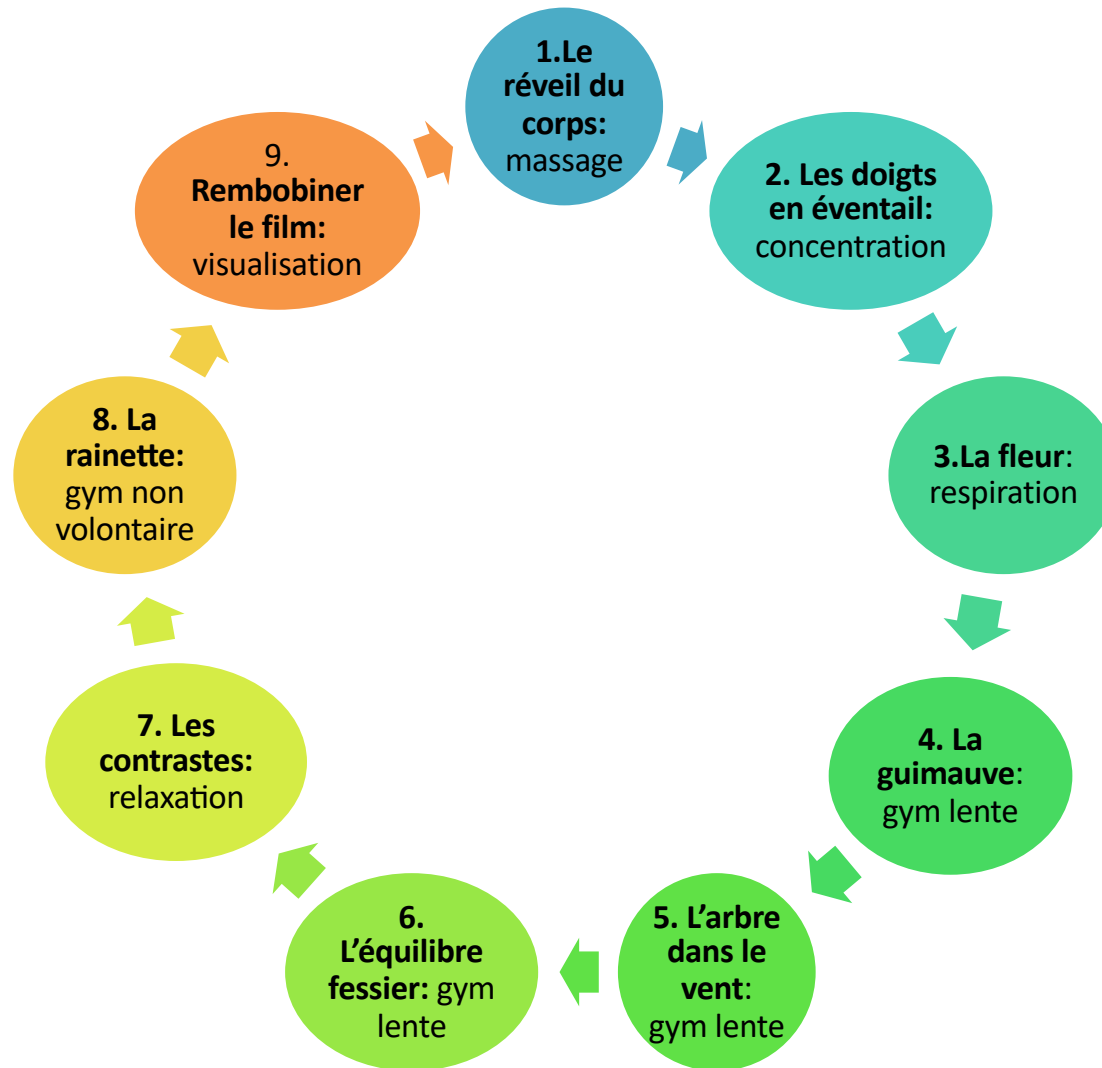 1.Le
réveil du
corps:
massage
2. Les doigts
en éventail:
concentration
3.La fleur:
respiration
4. La
guimauve:
gym lente
5. L’arbre
dans le
vent:
gym lente
6.
L’équilibre
fessier: gym
lente
7. Les
contrastes:
relaxation
8. La
rainette:
gym non
volontaire
9.
Rembobiner
le film:
visualisation